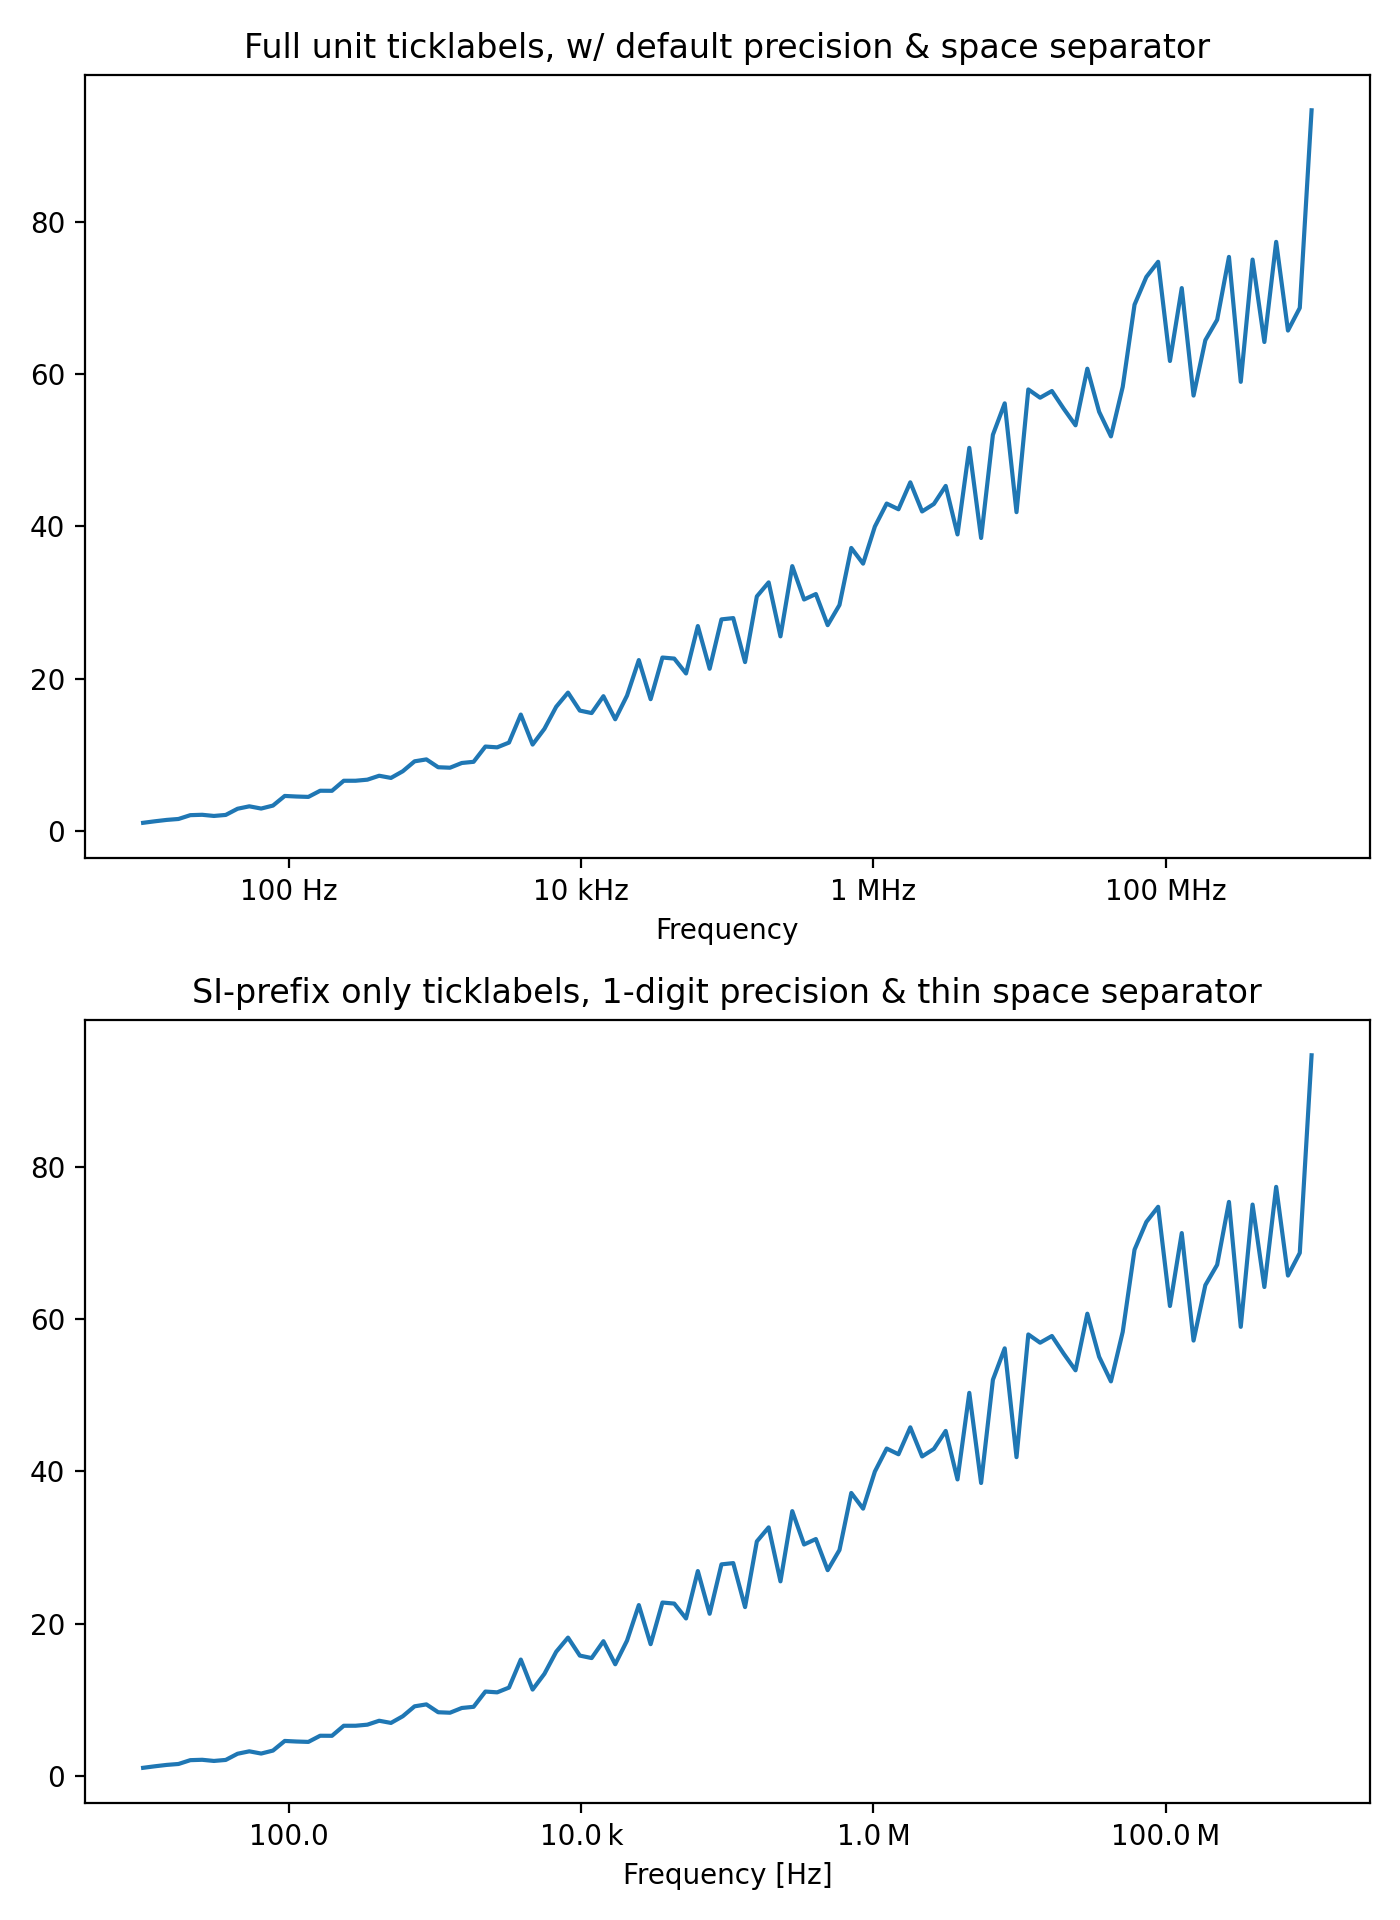 Full unit ticklabels, w/ default precision & space separator
80
60
40
20
0
100 Hz 10 kHz 1 MHz 100 MHz
Frequency
SI-prefix only ticklabels, 1-digit precision & thin space separator
80
60
40
20
0
100.0 10.0 k 1.0 M 100.0 M
Frequency [Hz]